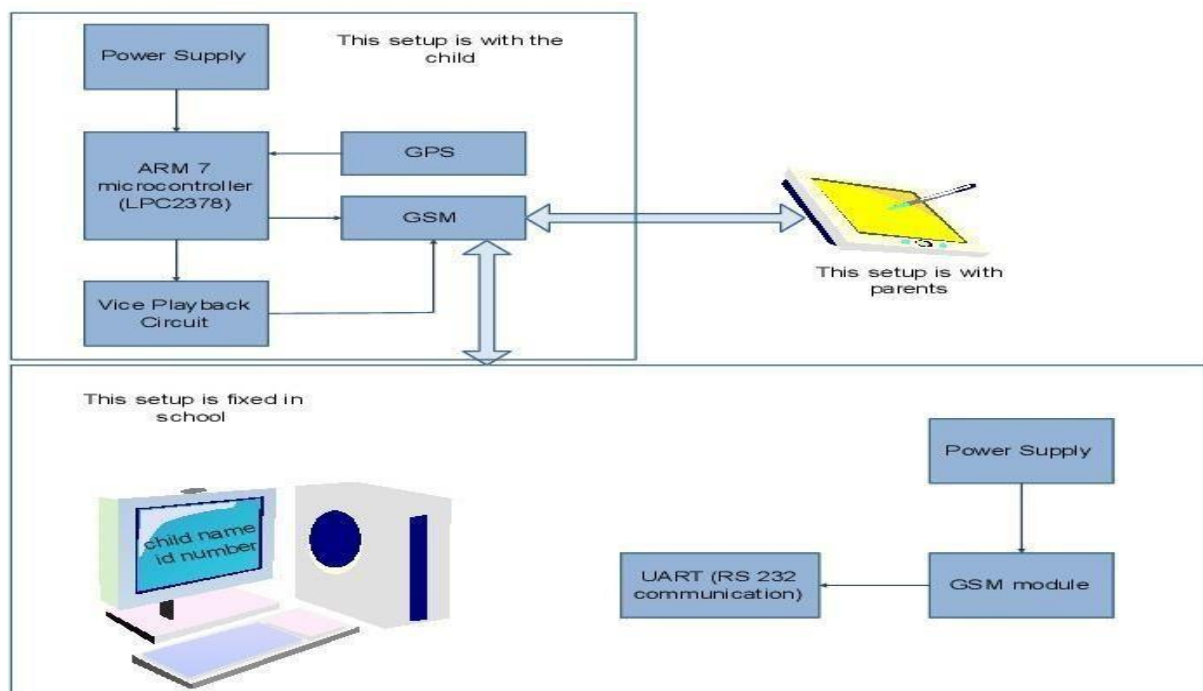 Power Supply
This setup is with the
child
ARM 7
microcontroller
(LPC2378)
GPS
GSM
Vice Playback
Circuit
This setup is with
parents
This setup is fixed in
school
child name
id number
Power Supply
UART (RS 232
communication)
GSM module